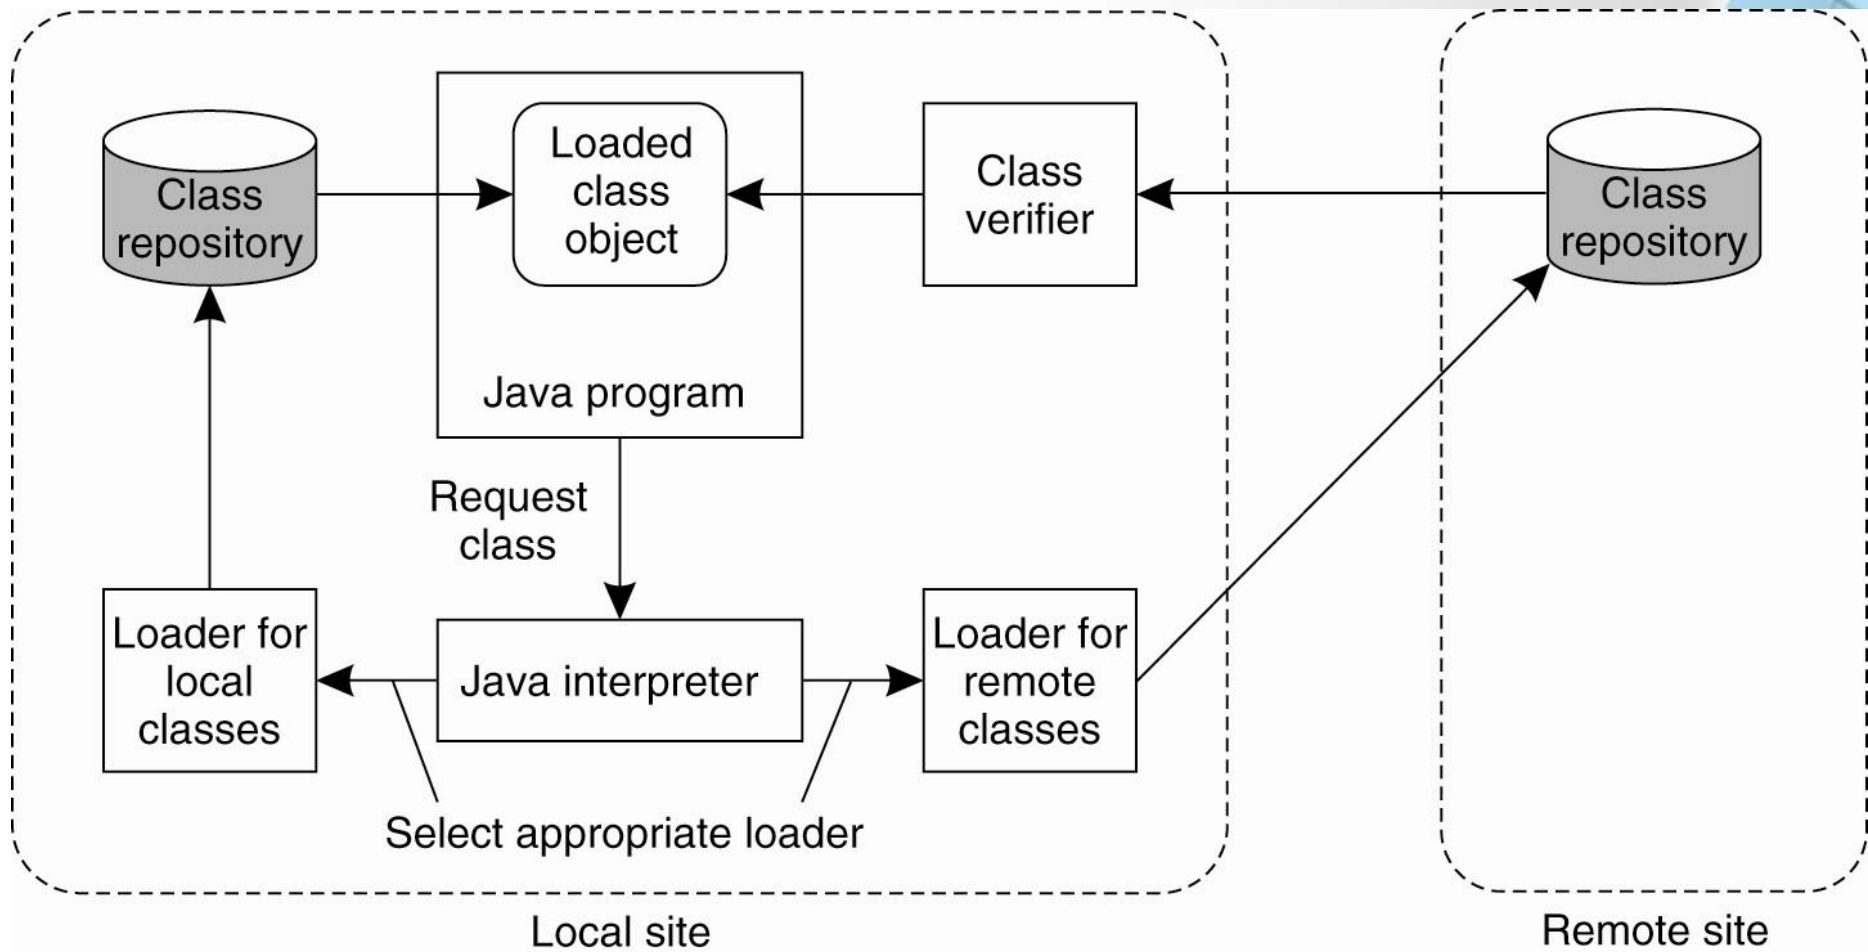 Class
repository
Loaded
class
object
Class
verifier
Class
repository
Java program
Request
class
Loader for
local
classes
Java interpreter
Loader for
remote
classes
Select appropriate loader
Local site
Remote site